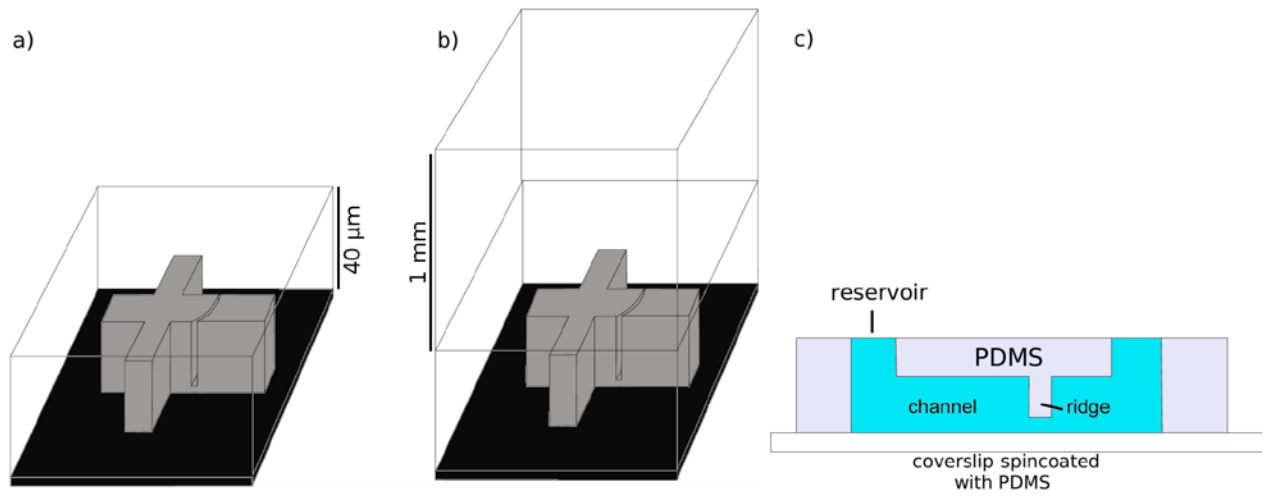 a)
40 µm
b)
1 mm
c)
reservoir
PDMS
channel
ridge
coverslip spincoated
with PDMS